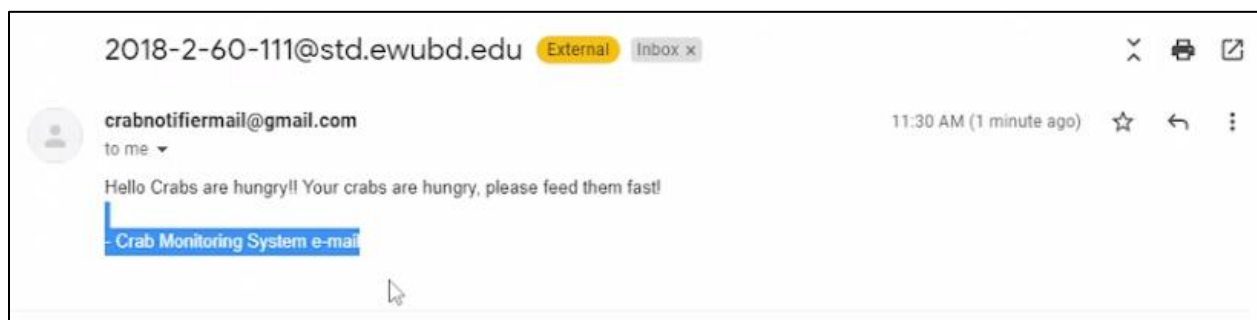 2018-2-60-111@std.ewubd.edu External Inbox x
crabnotifiermail@gmail.com 11:30 AM (1 minute ago)
to me
Hello Crabs are hungry!! Your crabs are hungry, please feed them fast!
- Crab Monitoring System e-mail